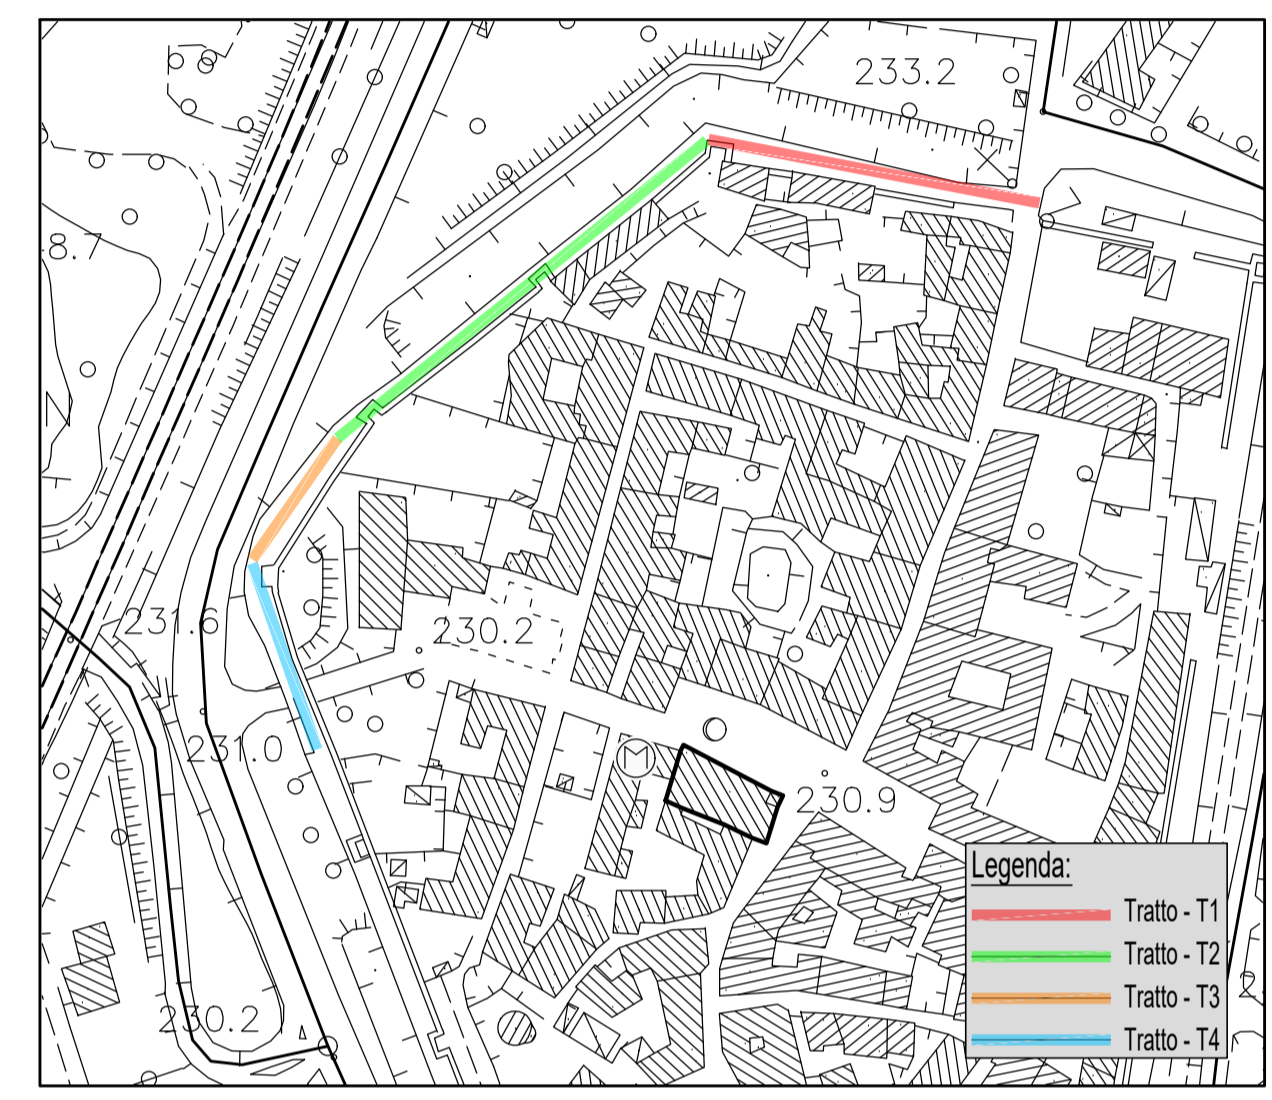 233.2
8.7
231.6
230.2
231.0
M
230.9
Legenda:
Tratto - T1
Tratto - T2
Tratto - T3
Tratto - T4
230.2
2